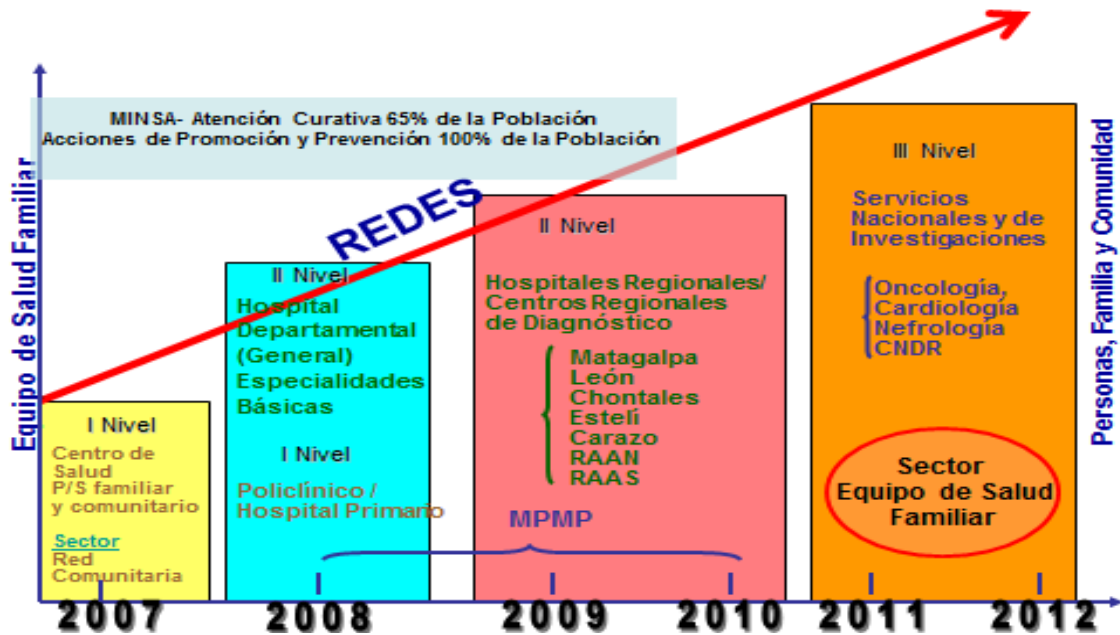 MINSA- Atención Curativa 65% de la Población
Acciones de Promoción y Prevención 100% de la Población
Equipo de Salud Familiar
REDES
I Nivel
Centro de
Salud
P/S familiar
y comunitario
Sector
Red
Comunitaria
II Nivel
Hospital
Departamental
(General)
Especialidades
Básicas
I Nivel
Policlínico /
Hospital Primario
II Nivel
Hospitales Regionales/
Centros Regionales
de Diagnóstico
Matagalpa
León
Chontales
Estelí
Carazo
RAAN
RAAS
MPMP
III Nivel
Servicios
Nacionales y de
Investigaciones
Oncología,
Cardiología
Nefrología
CNDR
Sector
Equipo de Salud
Familiar
Personas, Familia y Comunidad
2007
2008
2009
2010
2011
2012